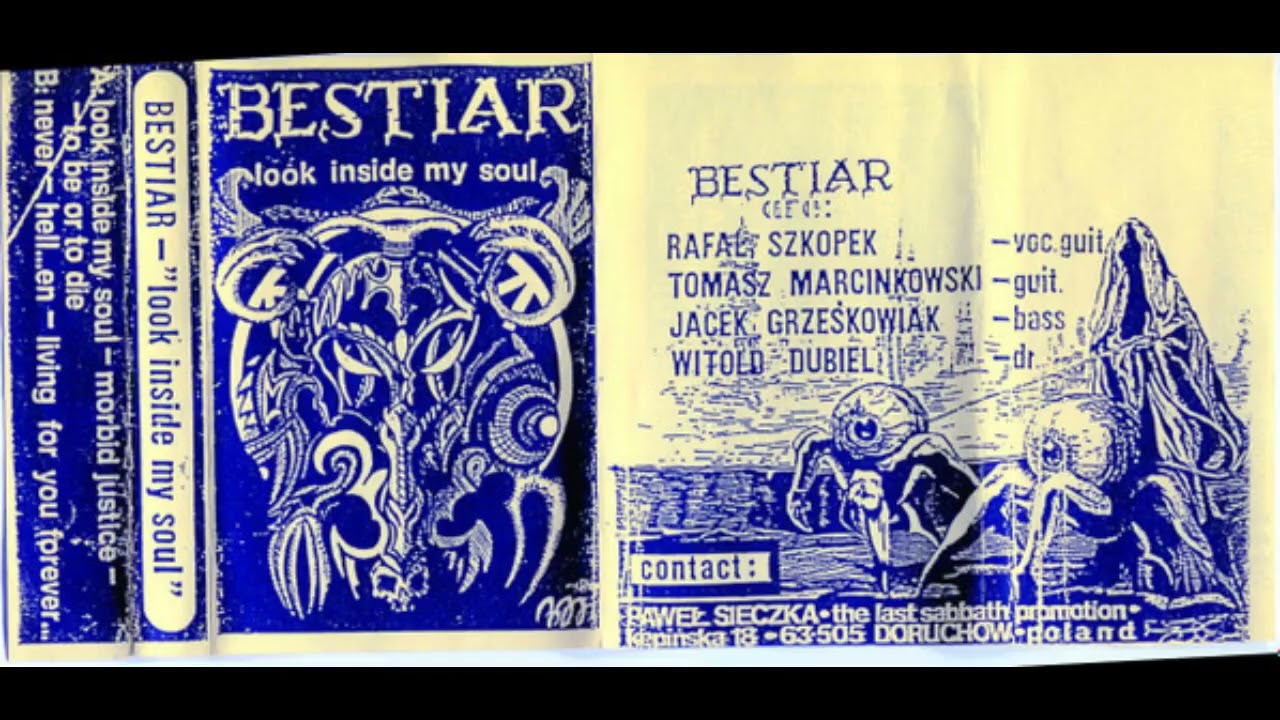 A: look inside my soul – morbid justice –
– to be or to die
B: never – hell...en – living for you forever...
BESTIAR – "look inside my soul"
BESTIAR
look inside my soul
BESTIAR
RAFAŁ SZKOPEK –voc.guit.
TOMASZ MARCINKOWSKI –guit.
JACEK GRZEŚKOWIAK –bass
WITOLD DUBIEL –dr.
contact:
PAWEŁ SIECZKA • the last sabbath promotion •
kępińska 18 • 63-505 DORUCHÓW • poland